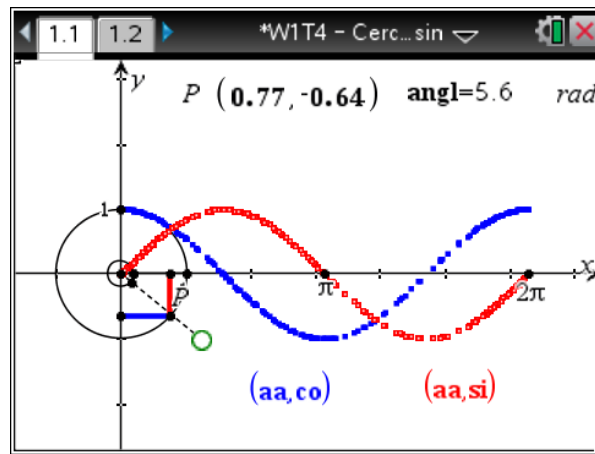 1.1 1.2 *W1T4 – Cerc...sin
y P (0.77,-0.64) angl=5.6 rad
1
x
P π 2π
(aa,co) (aa,si)